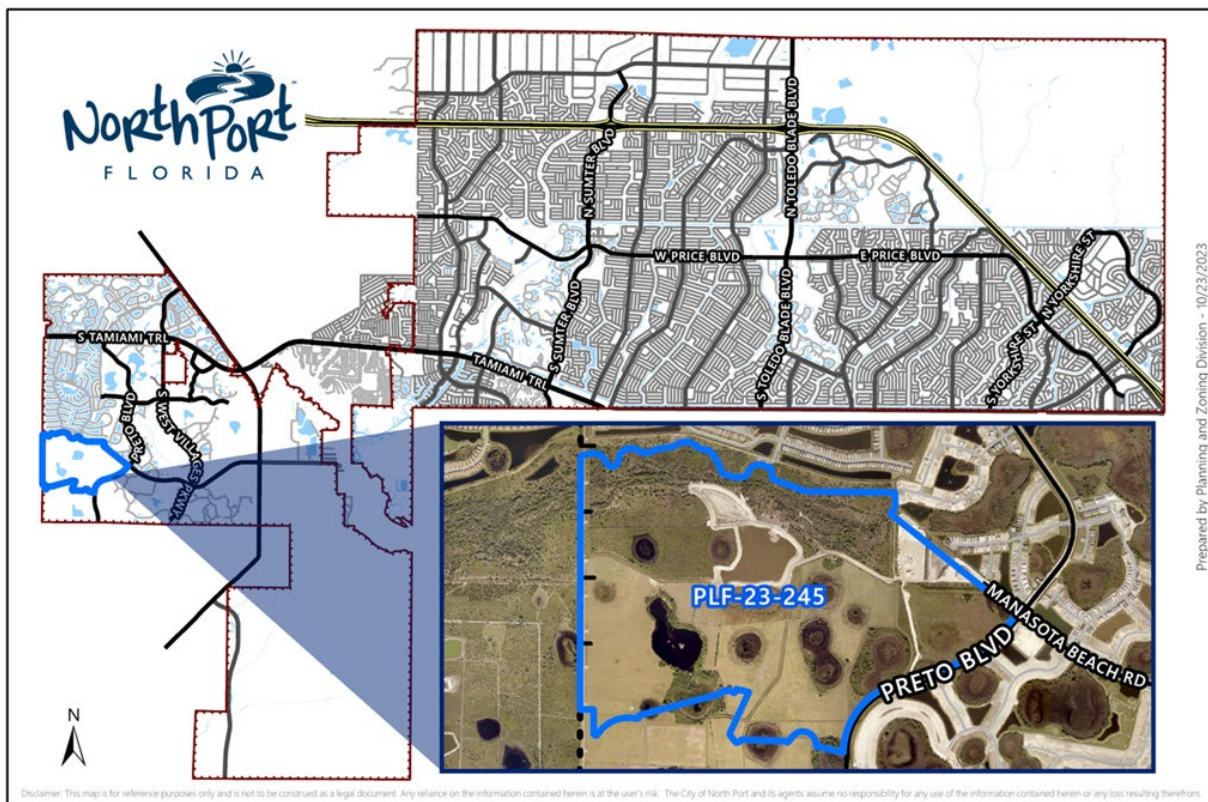 North Port
FLORIDA
N TOLEDO BLADE BLVD
N SUMTER BLVD
W PRICE BLVD
E PRICE BLVD
N YORKSHIRE ST
S YORKSHIRE ST
S TOLEDO BLADE BLVD
S SUMTER BLVD
TAMIAMI TRL
S TAMIAMI TRL
PRETO BLVD
S WEST VILLAGES PKWY
PLF-23-245
MANASOTA BEACH RD
PRETO BLVD
N
Prepared by Planning and Zoning Division - 10/23/2023
Disclaimer: This map is for reference purposes only and is not to be construed as a legal document. Any reliance on the information contained herein is at the user's risk. The City of North Port and its agents assume no responsibility for any use of the information contained herein or any loss resulting therefrom.